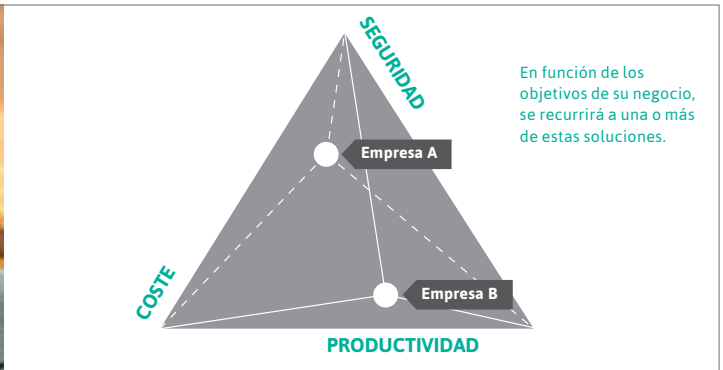 SEGURIDAD
En función de los
objetivos de su negocio,
se recurrirá a una o más
de estas soluciones.
Empresa A
COSTE
Empresa B
PRODUCTIVIDAD